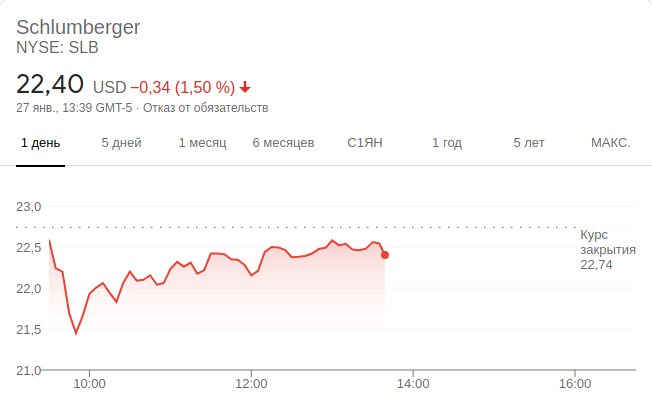 Schlumberger
NYSE: SLB
22,40 USD −0,34 (1,50 %)
27 янв., 13:39 GMT-5 · Отказ от обязательств
1 день 5 дней 1 месяц 6 месяцев С1ЯН 1 год 5 лет МАКС.
23,0
22,5
22,0
21,5
21,0
Курс
закрытия
22,74
10:00 12:00 14:00 16:00